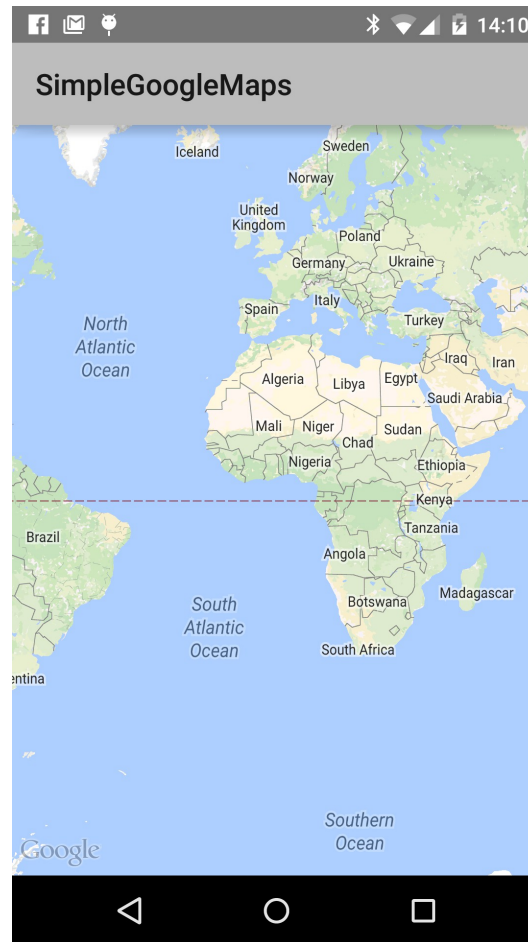 14:10
SimpleGoogleMaps
Iceland
Sweden
Norway
United
Kingdom
Poland
Germany
Ukraine
Spain
Italy
Turkey
North
Atlantic
Ocean
Iraq
Iran
Algeria
Libya
Egypt
Saudi Arabia
Mali
Niger
Chad
Sudan
Nigeria
Ethiopia
Kenya
Brazil
Tanzania
Angola
South
Atlantic
Ocean
Botswana
Madagascar
South Africa
entina
Southern
Ocean
Google